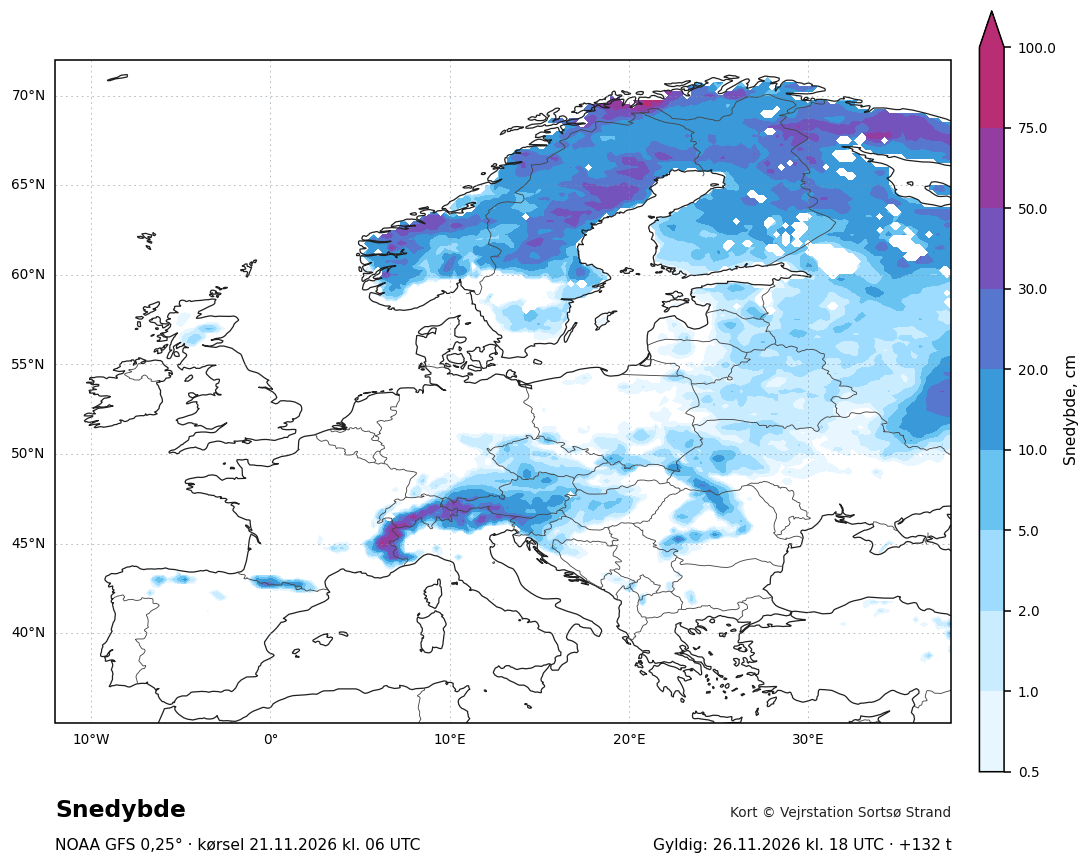 100.0
75.0
50.0
30.0
20.0
10.0
5.0
2.0
1.0
0.5
Snedybde, cm
70°N
65°N
60°N
55°N
50°N
45°N
40°N
10°W 0° 10°E 20°E 30°E
Snedybde
Kort © Vejrstation Sortsø Strand
NOAA GFS 0,25° · kørsel 21.11.2026 kl. 06 UTC
Gyldig: 26.11.2026 kl. 18 UTC · +132 t